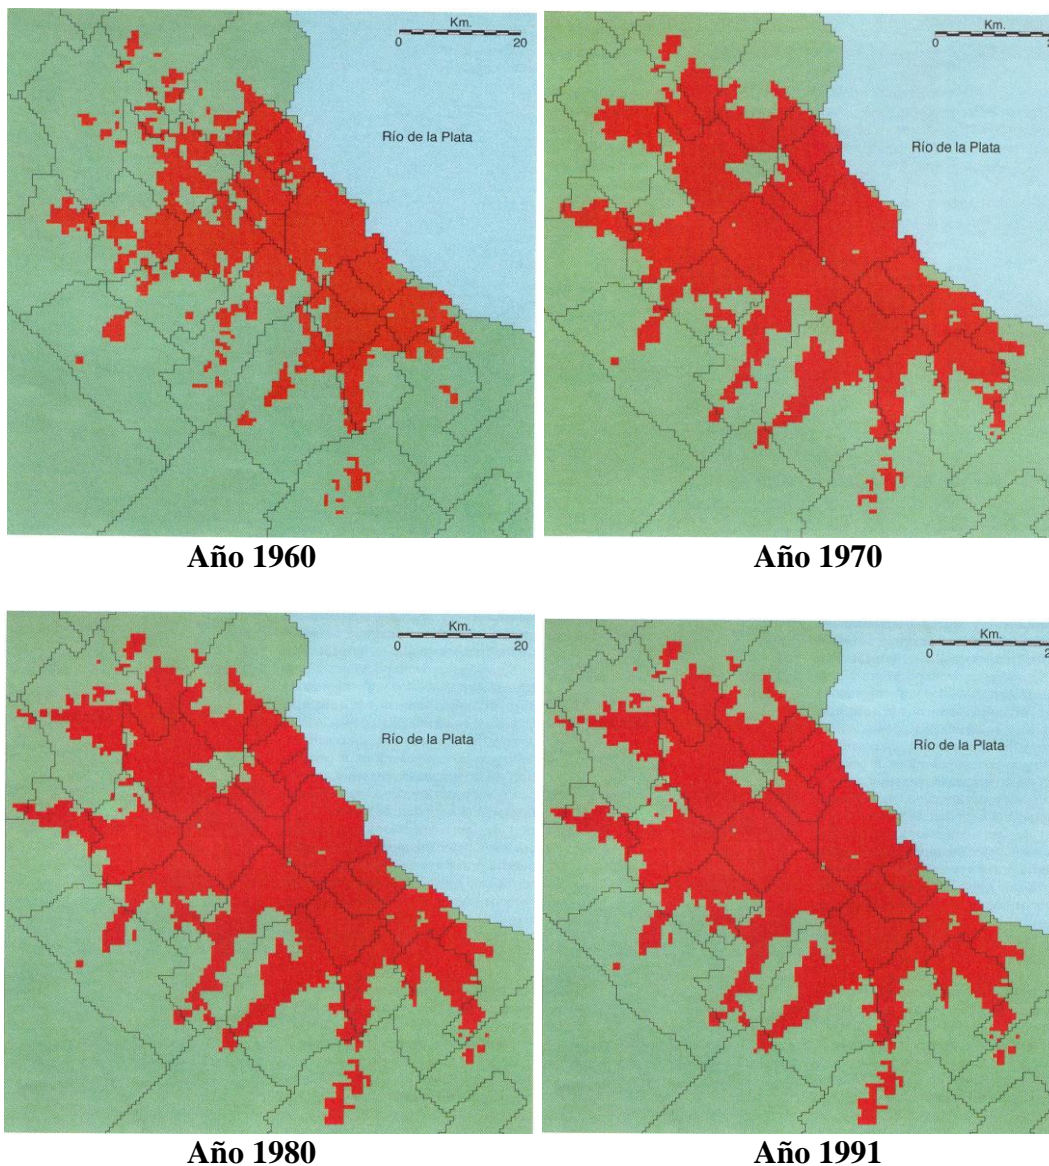 Km.
0 20
Río de la Plata
Km.
0
Río de la Plata
Año 1960
Año 1970
Km.
0 20
Río de la Plata
Km.
0 2
Río de la Plata
Año 1980
Año 1991